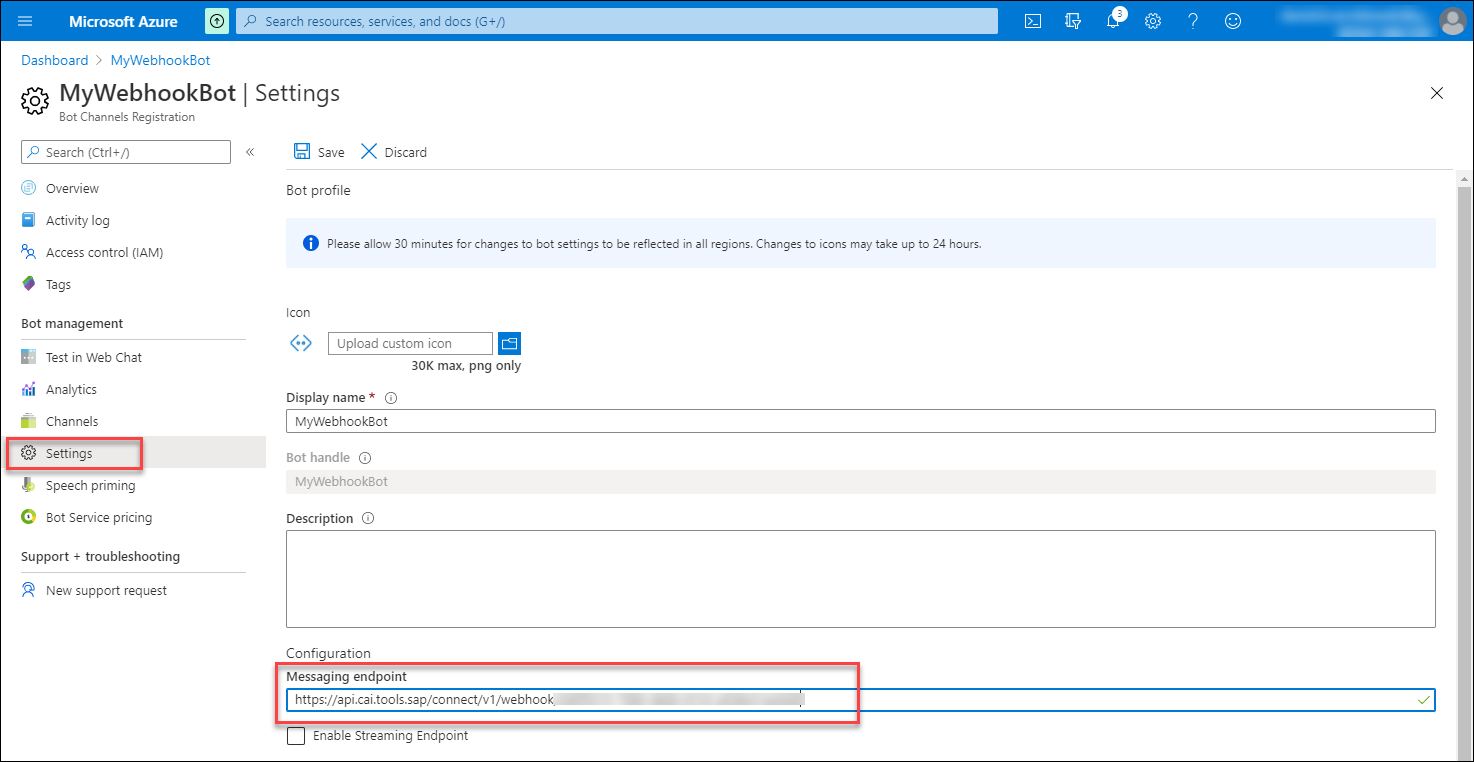 Microsoft Azure
Search resources, services, and docs (G+/)
3
Dashboard > MyWebhookBot
MyWebhookBot | Settings
Bot Channels Registration
Search (Ctrl+/)
«
Save
Discard
Overview
Activity log
Access control (IAM)
Tags
Bot management
Test in Web Chat
Analytics
Channels
Settings
Speech priming
Bot Service pricing
Support + troubleshooting
New support request
Bot profile
Please allow 30 minutes for changes to bot settings to be reflected in all regions. Changes to icons may take up to 24 hours.
Icon
Upload custom icon
30K max, png only
Display name *
MyWebhookBot
Bot handle
MyWebhookBot
Description
Configuration
Messaging endpoint
https://api.cai.tools.sap/connect/v1/webhook
Enable Streaming Endpoint